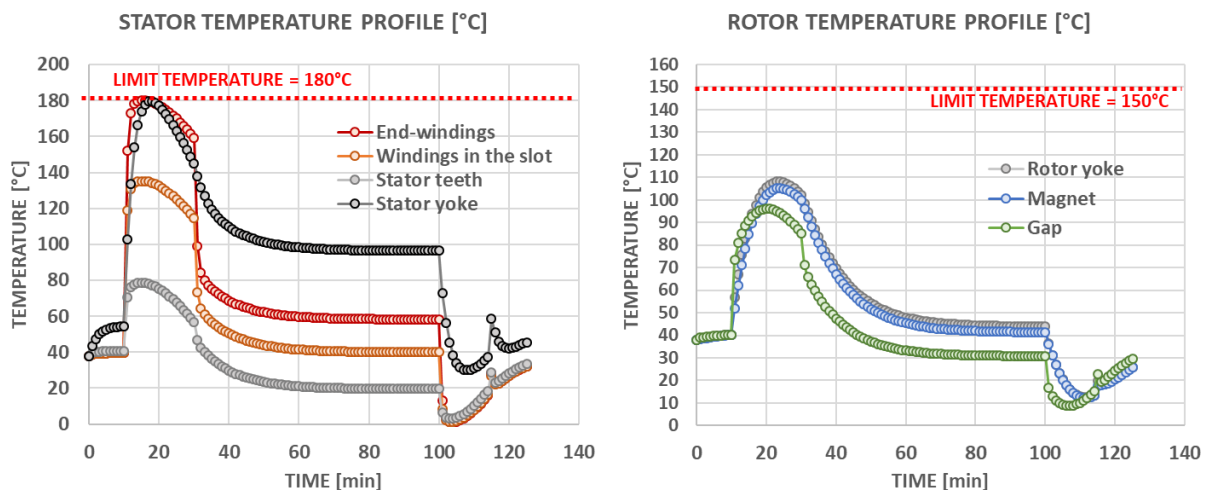 STATOR TEMPERATURE PROFILE [°C]
TEMPERATURE [°C]
200
180
160
140
120
100
80
60
40
20
0
LIMIT TEMPERATURE = 180°C
End-windings
Windings in the slot
Stator teeth
Stator yoke
0 20 40 60 80 100 120 140
TIME [min]
ROTOR TEMPERATURE PROFILE [°C]
TEMPERATURE [°C]
160
150
140
130
120
110
100
90
80
70
60
50
40
30
20
10
0
LIMIT TEMPERATURE = 150°C
Rotor yoke
Magnet
Gap
0 20 40 60 80 100 120 140
TIME [min]